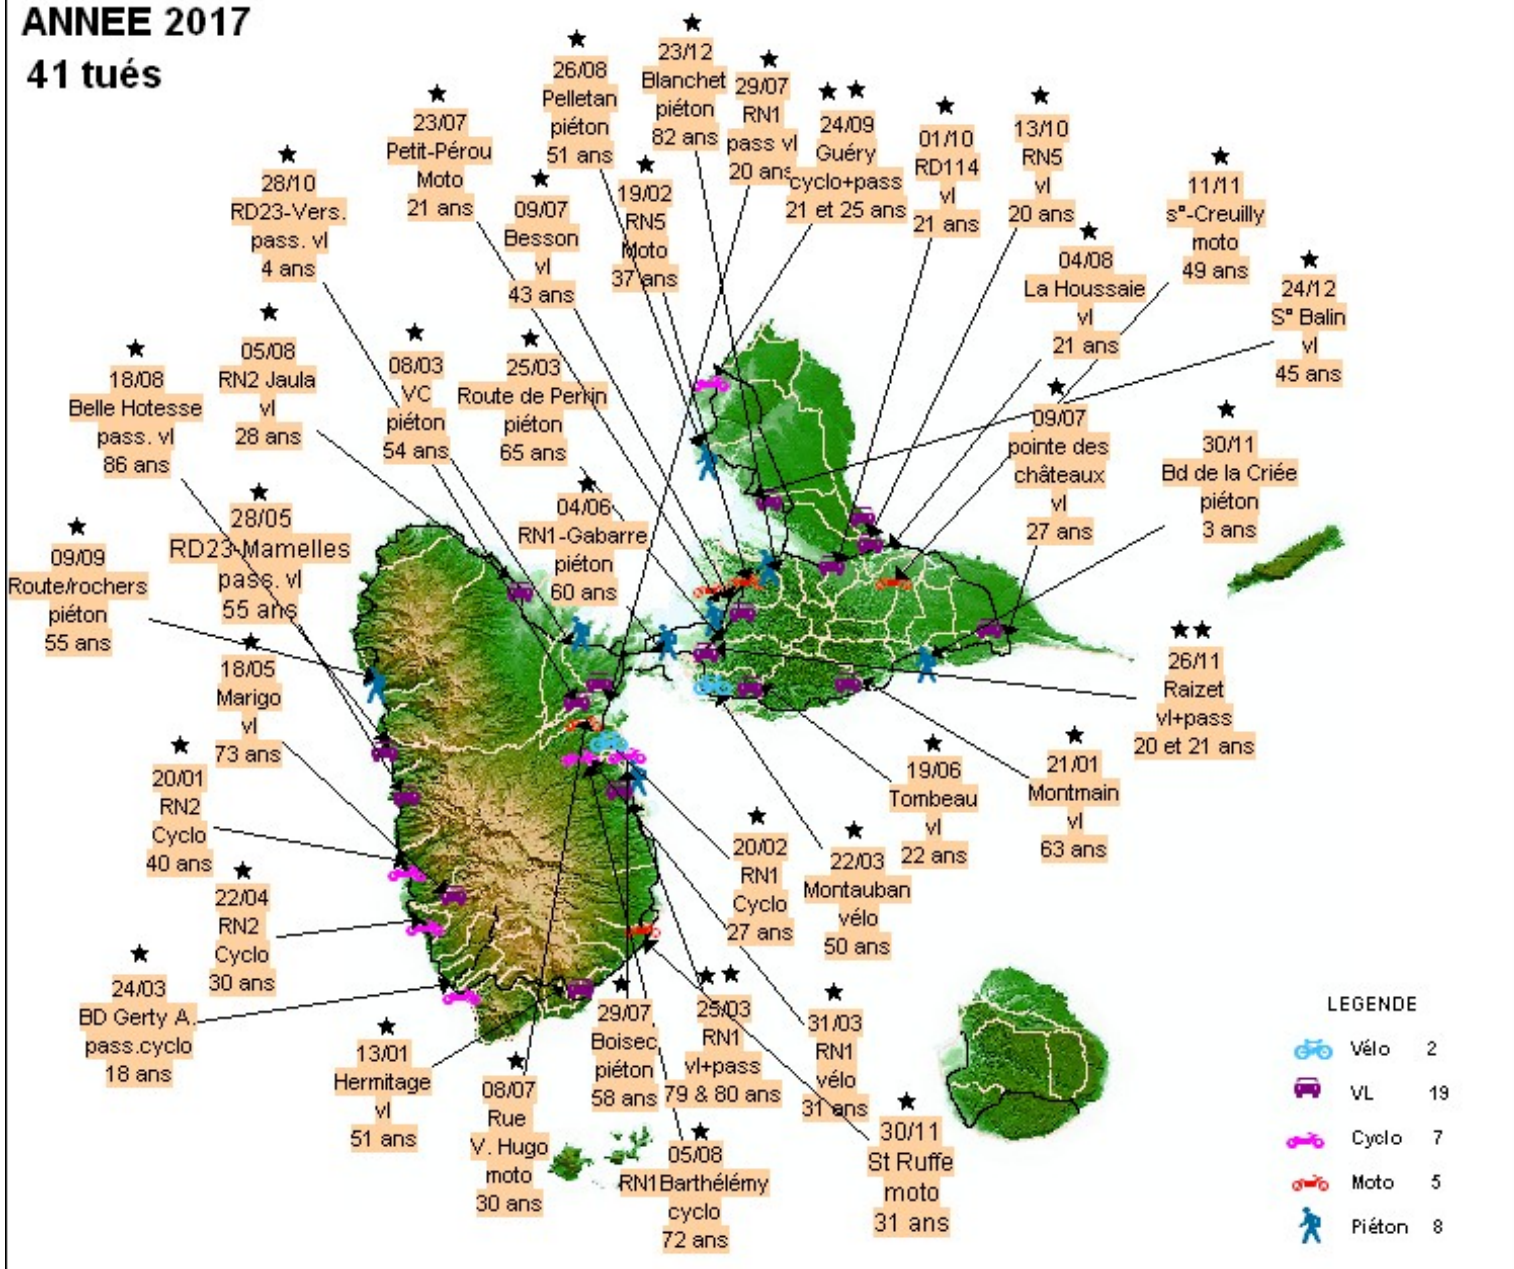 ANNEE 2017
41 tués
23/12
Blanchet
piéton
82 ans
26/08
Pelletan
piéton
51 ans
29/07
RN1
pass vl
20 ans
23/07
Petit-Pérou
Moto
21 ans
24/09
Guéry
cyclo+pass
21 et 25 ans
01/10
RD114
vl
21 ans
13/10
RN5
vl
20 ans
28/10
RD23-Vers.
pass. vl
4 ans
09/07
Besson
vl
43 ans
19/02
RN5
Moto
37 ans
11/11
s°-Creuilly
moto
49 ans
04/08
La Houssaie
vl
21 ans
24/12
S° Balin
vl
45 ans
18/08
Belle Hotesse
pass. vl
86 ans
05/08
RN2 Jaula
vl
28 ans
08/03
VC
piéton
54 ans
25/03
Route de Perkin
piéton
65 ans
09/07
pointe des
châteaux
vl
27 ans
30/11
Bd de la Criée
piéton
3 ans
09/09
Route/rochers
piéton
55 ans
28/05
RD23-Mamelles
pass. vl
55 ans
04/06
RN1-Gabarre
piéton
60 ans
18/05
Marigo
vl
73 ans
26/11
Raizet
vl+pass
20 et 21 ans
20/01
RN2
Cyclo
40 ans
19/06
Tombeau
vl
22 ans
21/01
Montmain
vl
63 ans
22/04
RN2
Cyclo
30 ans
20/02
RN1
Cyclo
27 ans
22/03
Montauban
vélo
50 ans
24/03
BD Gerty A.
pass.cyclo
18 ans
13/01
Hermitage
vl
51 ans
08/07
Rue
V. Hugo
moto
30 ans
29/07
Boisec
piéton
58 ans
25/03
RN1
vl+pass
79 & 80 ans
31/03
RN1
vélo
31 ans
05/08
RN1Barthélémy
cyclo
72 ans
30/11
St Ruffe
moto
31 ans
LEGENDE
Vélo 2
VL 19
Cyclo 7
Moto 5
Piéton 8